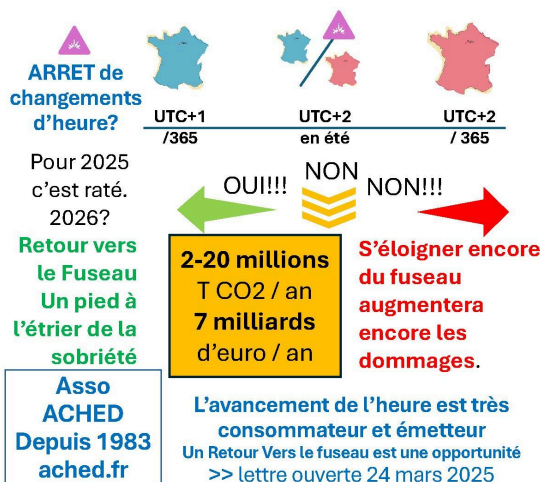 ARRET de
changements
d'heure?
UTC+1
/365
UTC+2
en été
UTC+2
/ 365
Pour 2025
c'est raté.
2026?
OUI!!!
NON
NON!!!
Retour vers
le Fuseau
Un pied à
l'étrier de la
sobriété
2-20 millions
T CO2 / an
7 milliards
d'euro / an
S'éloigner encore
du fuseau
augmentera
encore les
dommages.
Asso
ACHED
Depuis 1983
ached.fr
L'avancement de l'heure est très
consommateur et émetteur
Un Retour Vers le fuseau est une opportunité
>> lettre ouverte 24 mars 2025